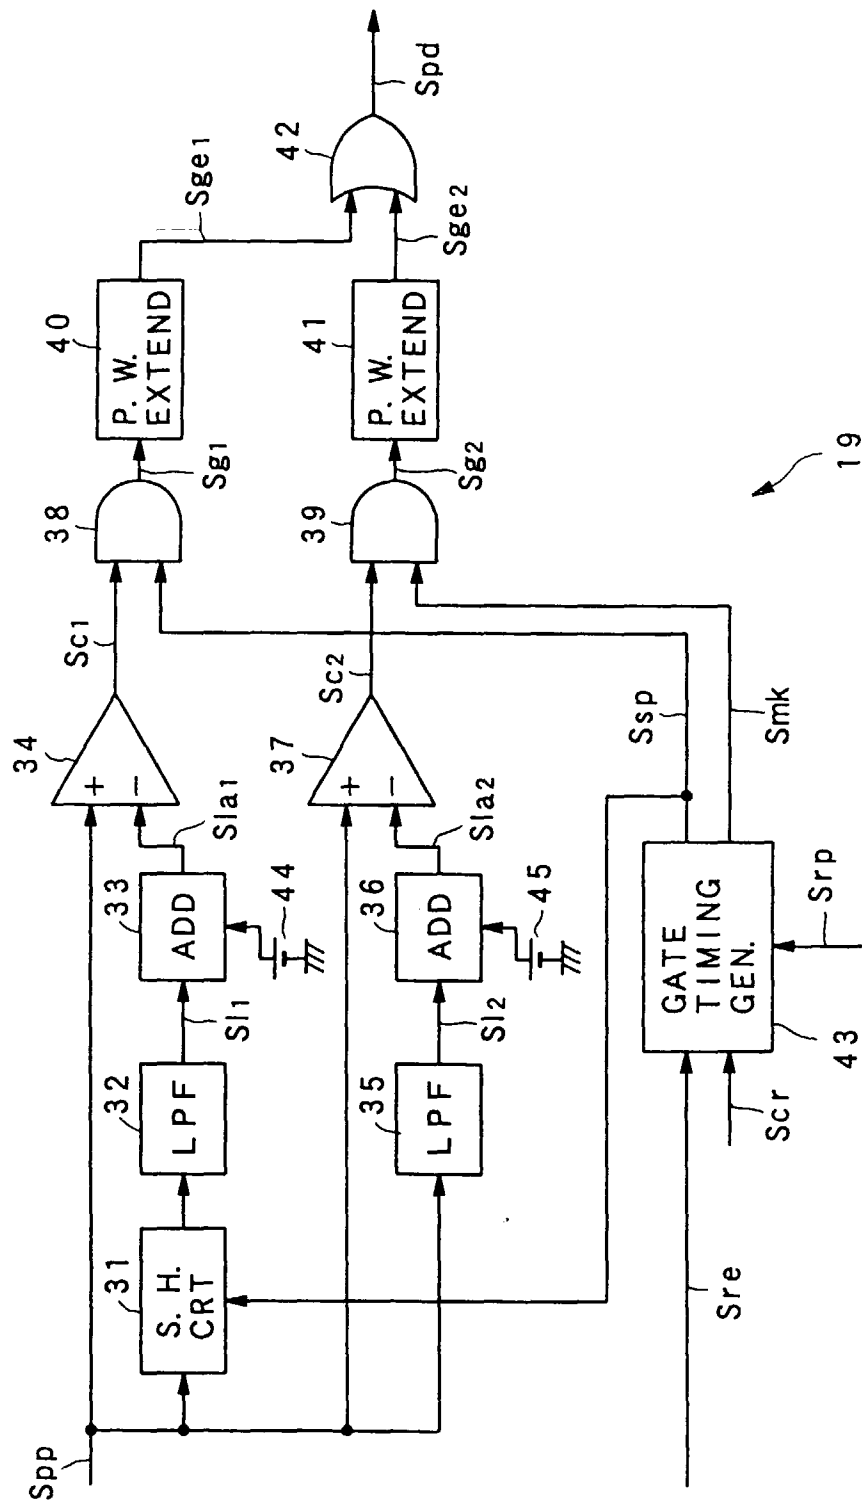 Spp
31
S. H.
CRT
32
LPF
Sl1
33
ADD
44
Sla1
34
+
−
Sc1
38
Sg1
40
P. W.
EXTEND
Sge1
42
Spd
35
LPF
Sl2
36
ADD
45
Sla2
37
+
−
Sc2
39
Sg2
41
P. W.
EXTEND
Sge2
Sre
Scr
43
GATE
TIMING
GEN.
Srp
Ssp
Smk
19